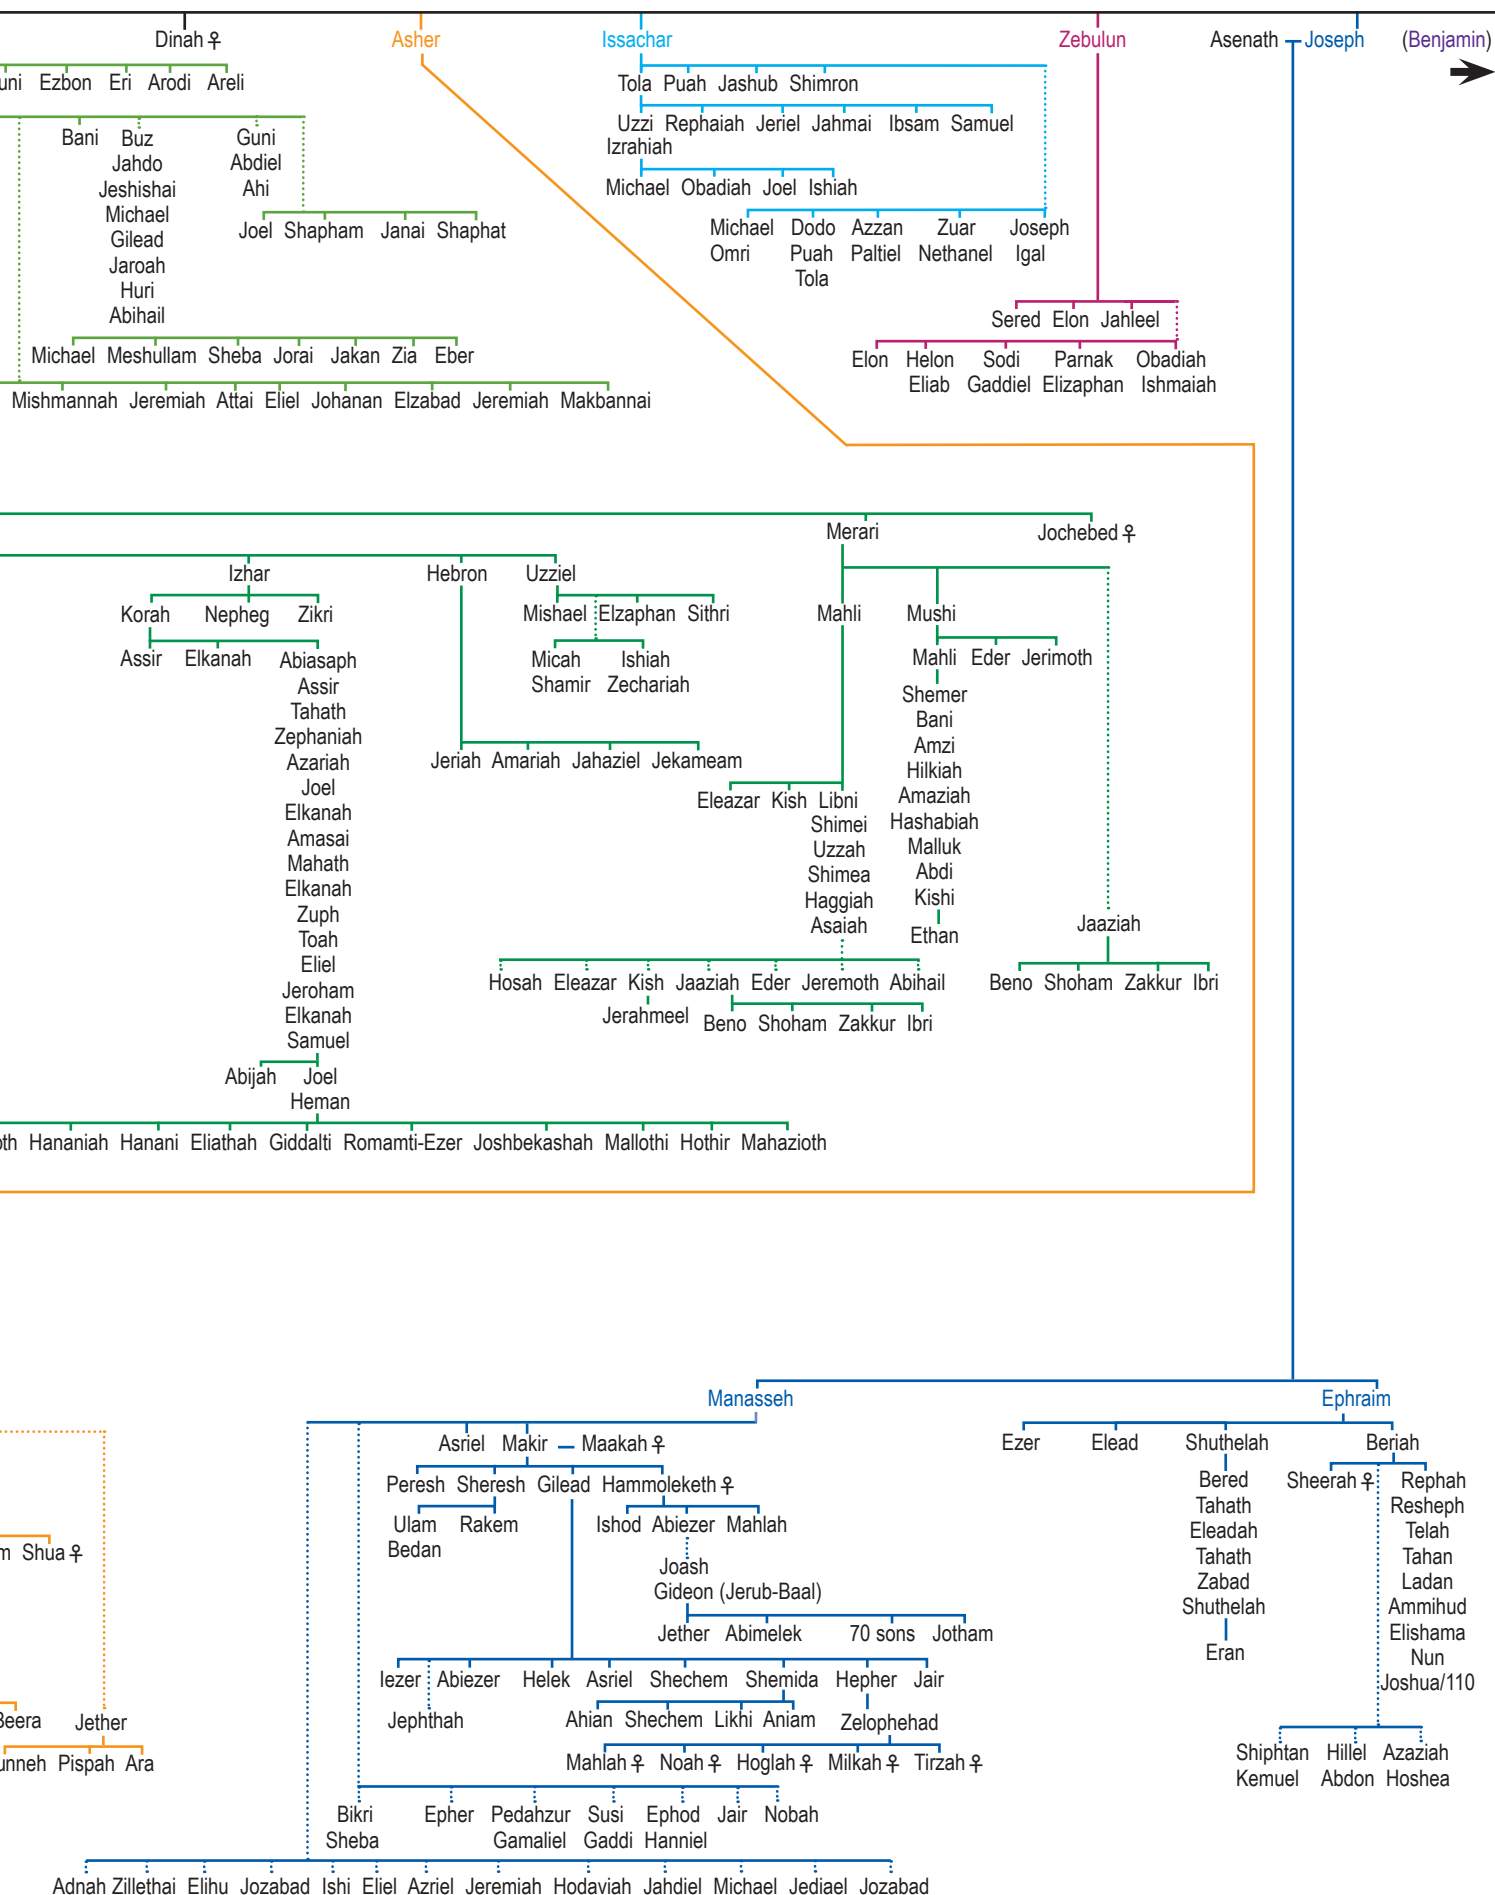 Dinah ♀ Asher Issachar Zebulun Asenath Joseph (Benjamin)
uni Ezbon Eri Arodi Areli
Tola Puah Jashub Shimron
Bani Buz Guni
Uzzi Rephaiah Jeriel Jahmai Ibsam Samuel
Jahdo Abdiel
Izrahiah
Jeshishai Ahi
Michael Obadiah Joel Ishiah
Michael
Gilead
Joel Shapham Janai Shaphat
Michael Dodo Azzan Zuar Joseph
Jaroah
Omri Puah Paltiel Nethanel Igal
Huri
Tola
Abihail
Sered Elon Jahleel
Michael Meshullam Sheba Jorai Jakan Zia Eber
Elon Helon Sodi Parnak Obadiah
Eliab Gaddiel Elizaphan Ishmaiah
Mishmannah Jeremiah Attai Eliel Johanan Elzabad Jeremiah Makbannai
Merari Jochebed ♀
Izhar Hebron Uzziel
Korah Nepheg Zikri
Mishael Elzaphan Sithri
Mahli Mushi
Assir Elkanah Abiasaph
Micah Ishiah
Mahli Eder Jerimoth
Assir
Shamir Zechariah
Shemer
Tahath
Bani
Zephaniah
Amzi
Azariah
Jeriah Amariah Jahaziel Jekameam
Hilkiah
Joel
Eleazar Kish Libni
Amaziah
Elkanah
Shimei
Hashabiah
Amasai
Uzzah
Malluk
Mahath
Shimea
Abdi
Elkanah
Haggiah
Kishi
Zuph
Asaiah
Jaaziah
Toah
Ethan
Eliel
Hosah Eleazar Kish Jaaziah Eder Jeremoth Abihail
Beno Shoham Zakkur Ibri
Jeroham
Elkanah
Jerahmeel Beno Shoham Zakkur Ibri
Samuel
Abijah Joel
Heman
oth Hananiah Hanani Eliathah Giddalti Romamti-Ezer Joshbekashah Mallothi Hothir Mahazioth
Manasseh Ephraim
Asriel Makir Maakah ♀
Ezer Elead Shuthelah Beriah
Peresh Sheresh Gilead Hammoleketh ♀
Bered Sheerah ♀ Rephah
Ulam Rakem
Ishod Abiezer Mahlah
Tahath Resheph
Bedan
Eleadah Telah
m Shua ♀
Joash
Tahath Tahan
Gideon (Jerub-Baal)
Zabad Ladan
Shuthelah Ammihud
Jether Abimelek 70 sons Jotham
Elishama
Eran Nun
Iezer Abiezer Helek Asriel Shechem Shemida Hepher Jair
Joshua/110
Beera Jether
Jephthah
Ahian Shechem Likhi Aniam Zelophehad
unneh Pispah Ara
Mahlah ♀ Noah ♀ Hoglah ♀ Milkah ♀ Tirzah ♀
Shiphtan Hillel Azaziah
Kemuel Abdon Hoshea
Bikri Epher Pedahzur Susi Ephod Jair Nobah
Sheba Gamaliel Gaddi Hanniel
Adnah Zillethai Elihu Jozabad Ishi Eliel Azriel Jeremiah Hodaviah Jahdiel Michael Jediael Jozabad